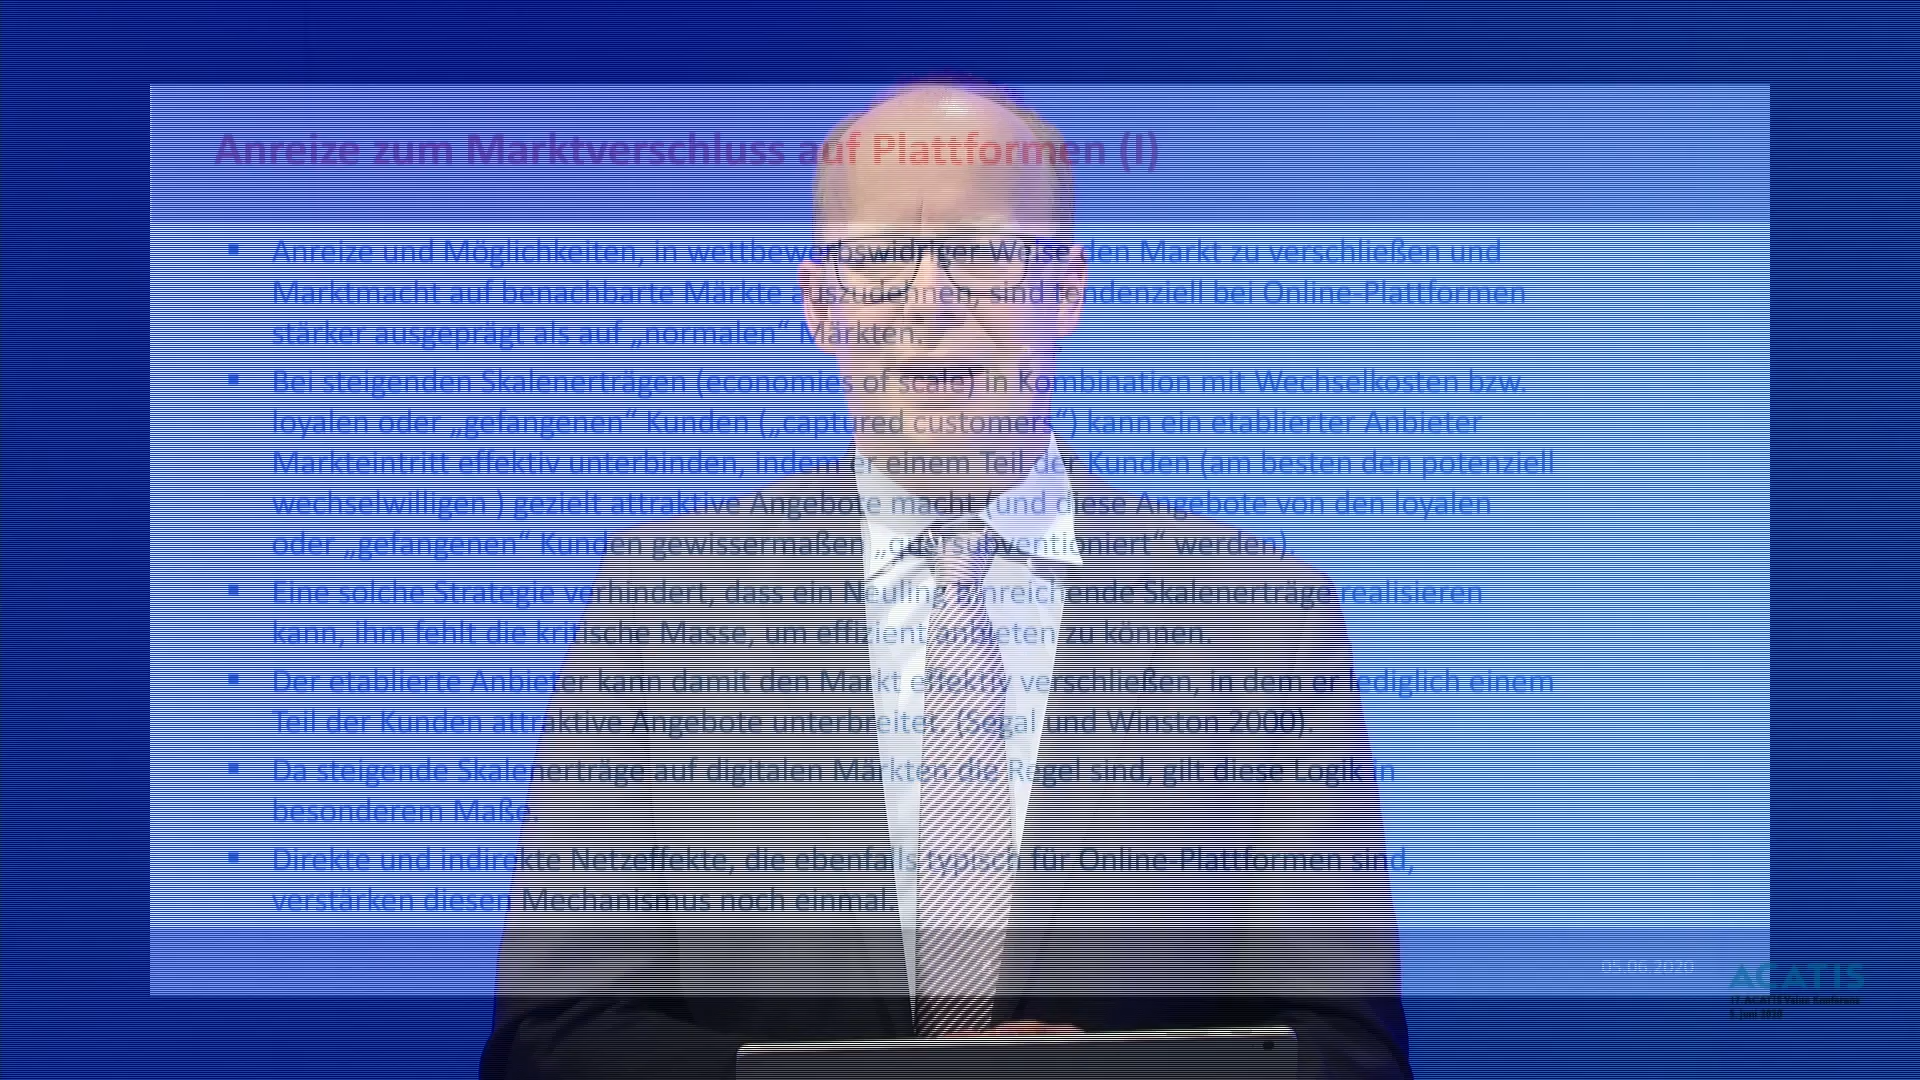 Anreize zum Marktverschluss auf Plattformen (I)
▪ Anreize und Möglichkeiten, in wettbewerbswidriger Weise den Markt zu verschließen und
Marktmacht auf benachbarte Märkte auszudehnen, sind tendenziell bei Online-Plattformen
stärker ausgeprägt als auf „normalen“ Märkten.
▪ Bei steigenden Skalenerträgen (economies of scale) in Kombination mit Wechselkosten bzw.
loyalen oder „gefangenen“ Kunden („captured customers“) kann ein etablierter Anbieter
Markteintritt effektiv unterbinden, indem er einem Teil der Kunden (am besten den potenziell
wechselwilligen ) gezielt attraktive Angebote macht (und diese Angebote von den loyalen
oder „gefangenen“ Kunden gewissermaßen „quersubventioniert“ werden).
▪ Eine solche Strategie verhindert, dass ein Neuling hinreichende Skalenerträge realisieren
kann, ihm fehlt die kritische Masse, um effizient anbieten zu können.
▪ Der etablierte Anbieter kann damit den Markt effektiv verschließen, in dem er lediglich einem
Teil der Kunden attraktive Angebote unterbreitet. (Segal und Winston 2000).
▪ Da steigende Skalenerträge auf digitalen Märkten die Regel sind, gilt diese Logik in
besonderem Maße.
▪ Direkte und indirekte Netzeffekte, die ebenfalls typisch für Online-Plattformen sind,
verstärken diesen Mechanismus noch einmal.
05.06.2020
ACATIS
17. ACATIS Value Konferenz
5. Juni 2020